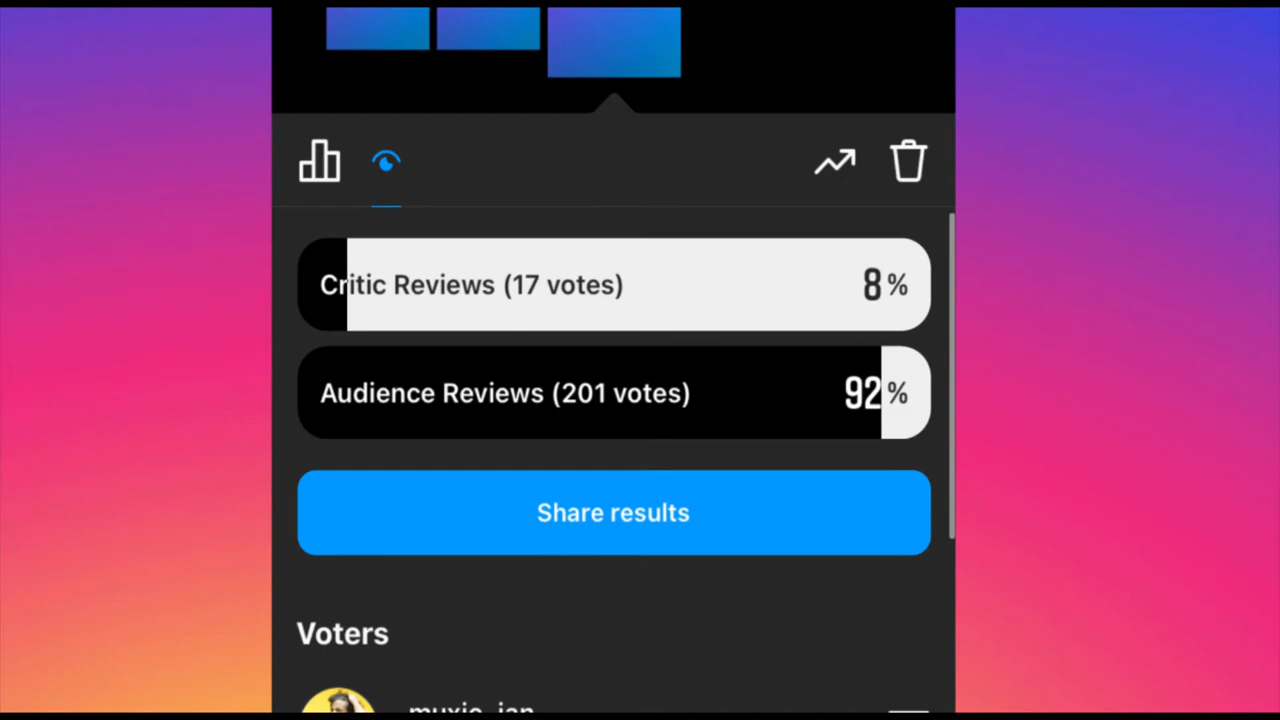 Critic Reviews (17 votes) 8%
Audience Reviews (201 votes) 92%
Share results
Voters